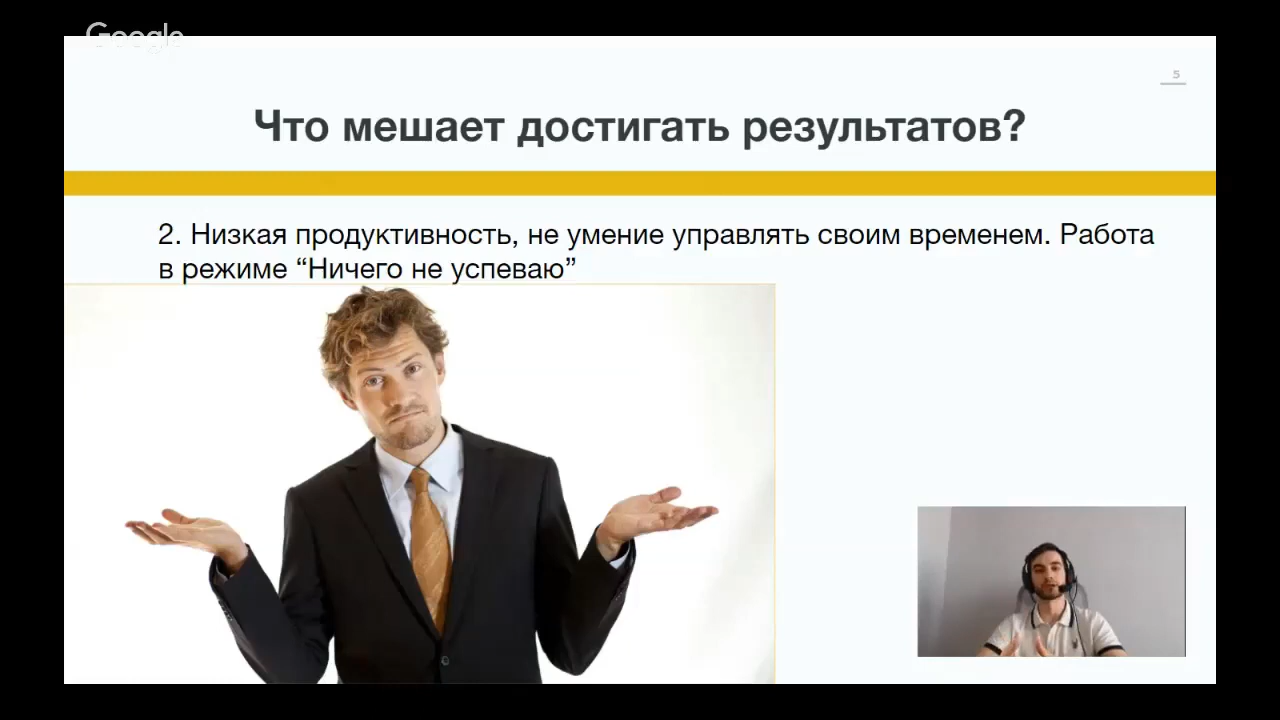 Google
5
Что мешает достигать результатов?
2. Низкая продуктивность, не умение управлять своим временем. Работа
в режиме “Ничего не успеваю”